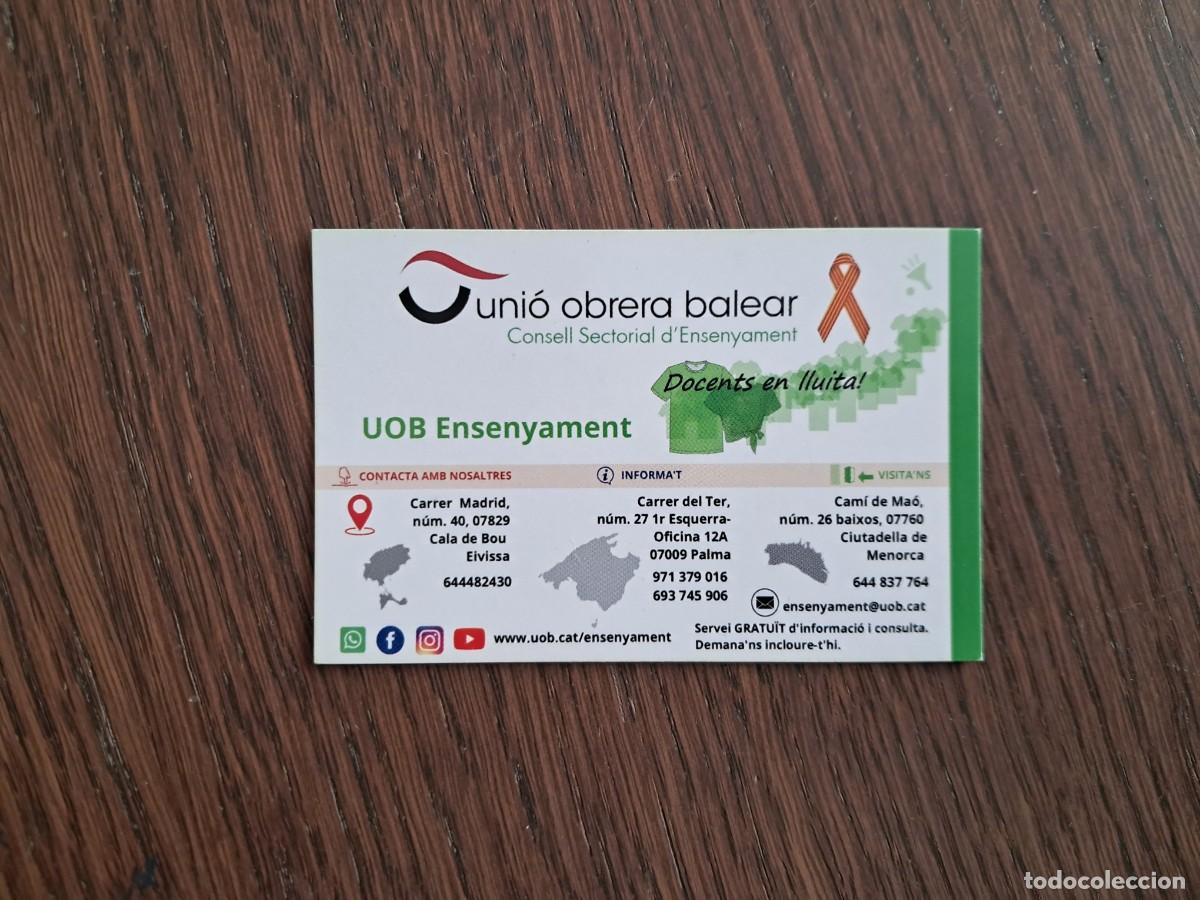 unió obrera balear
Consell Sectorial d'Ensenyament
Docents en lluita!
UOB Ensenyament
CONTACTA AMB NOSALTRES
INFORMA'T
VISITA'NS
Carrer Madrid,
núm. 40, 07829
Cala de Bou
Eivissa
644482430
Carrer del Ter,
núm. 27 1r Esquerra-
Oficina 12A
07009 Palma
971 379 016
693 745 906
Camí de Maó,
núm. 26 baixos, 07760
Ciutadella de
Menorca
644 837 764
ensenyament@uob.cat
www.uob.cat/ensenyament
Servei GRATUÏT d'informació i consulta.
Demana'ns incloure-t'hi.
todocoleccion